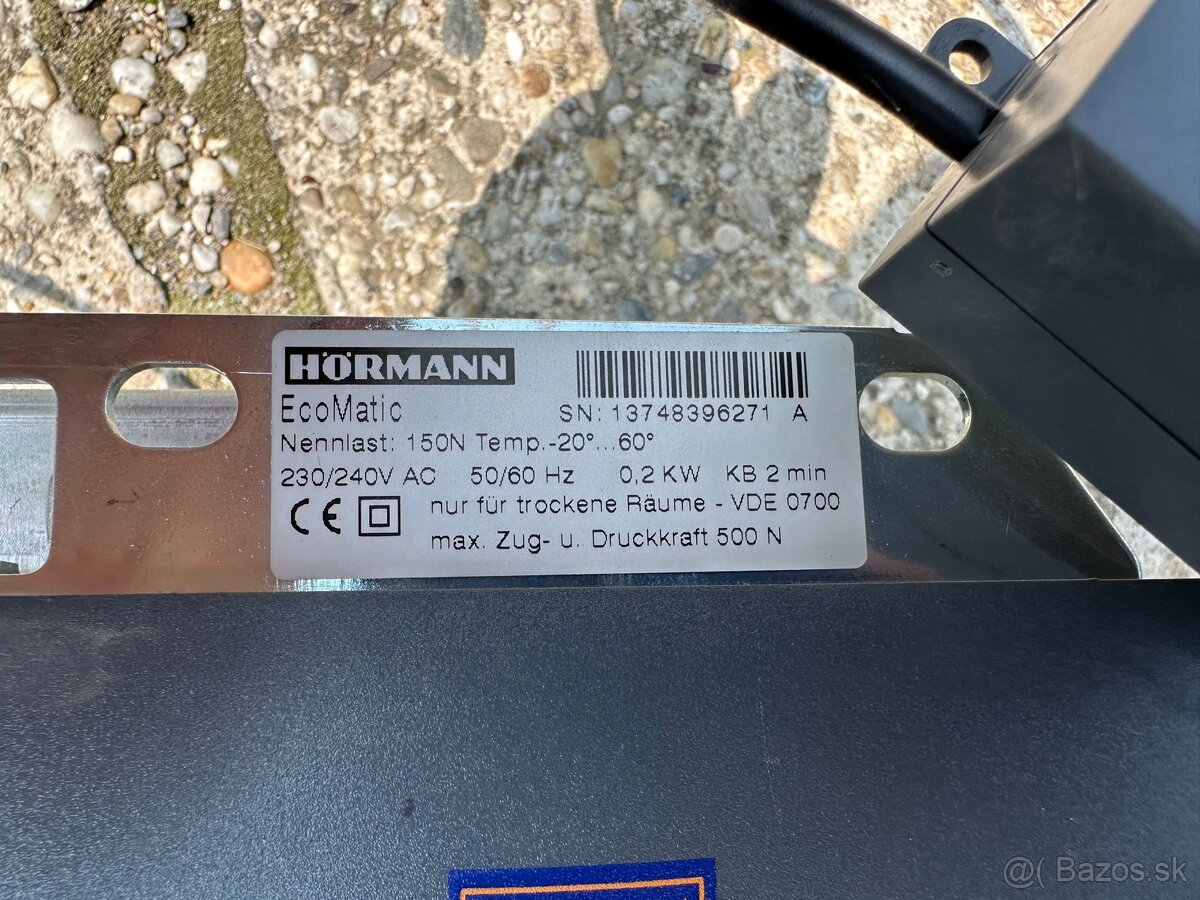 HÖRMANN
EcoMatic
SN: 13748396271 A
Nennlast: 150N Temp.-20°...60°
230/240V AC 50/60 Hz 0,2 KW KB 2 min
CE nur für trockene Räume - VDE 0700
max. Zug- u. Druckkraft 500 N
@( Bazos.sk